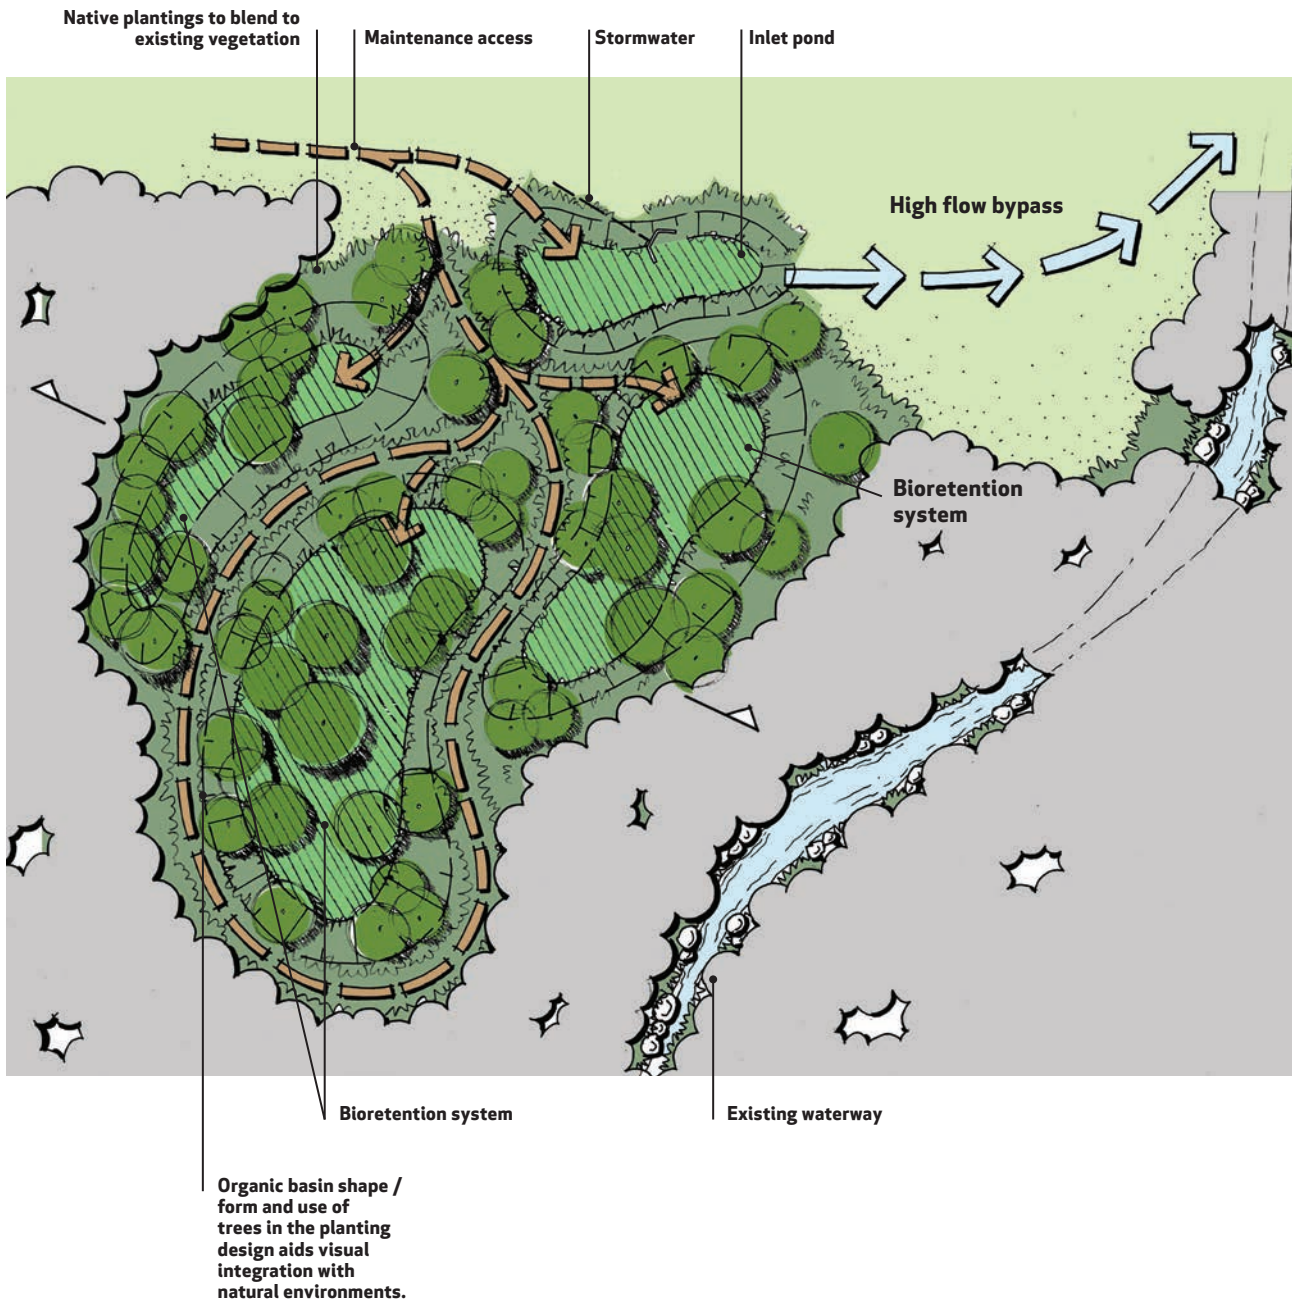 Native plantings to blend to
existing vegetation
Maintenance access
Stormwater
Inlet pond
High flow bypass
Bioretention
system
Bioretention system
Existing waterway
Organic basin shape /
form and use of
trees in the planting
design aids visual
integration with
natural environments.